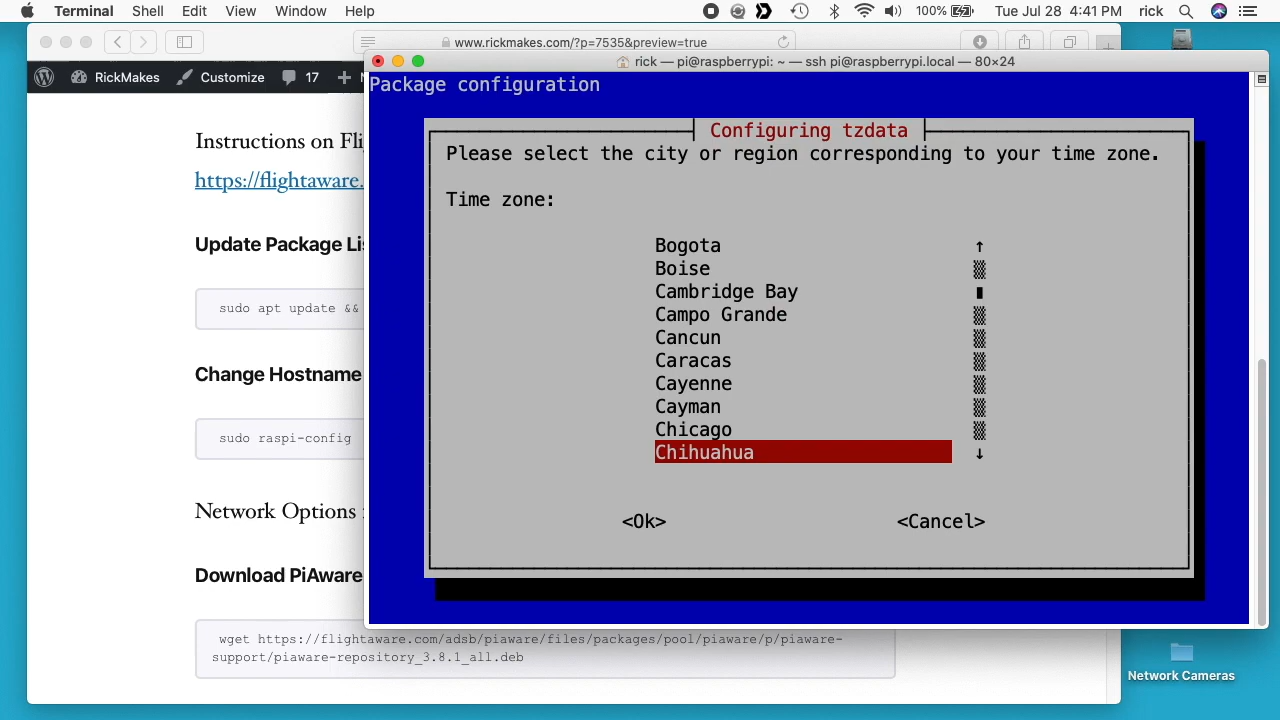 Terminal Shell Edit View Window Help 100% Tue Jul 28 4:41 PM rick
www.rickmakes.com/?p=7535&preview=true
rick — pi@raspberrypi: ~ — ssh pi@raspberrypi.local — 80×24
RickMakes Customize 17
Package configuration
Configuring tzdata
Please select the city or region corresponding to your time zone.
Time zone:
Bogota
Boise
Cambridge Bay
Campo Grande
Cancun
Caracas
Cayenne
Cayman
Chicago
Chihuahua
<Ok> <Cancel>
Instructions on Fli
https://flightaware.
Update Package Lis
sudo apt update &&
Change Hostname
sudo raspi-config
Network Options
Download PiAware
wget https://flightaware.com/adsb/piaware/files/packages/pool/piaware/p/piaware-
support/piaware-repository_3.8.1_all.deb
Network Cameras